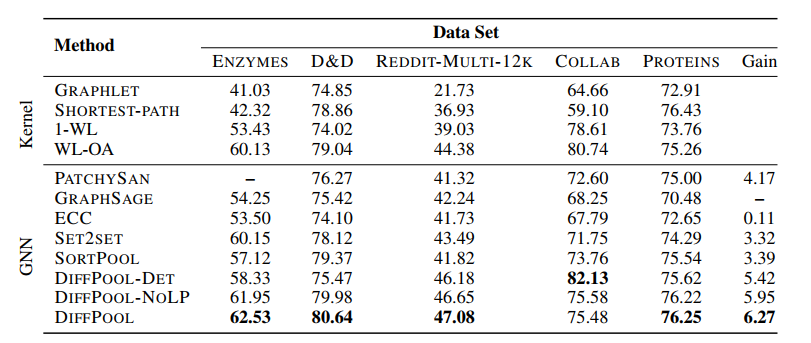 Data Set
Method
ENZYMES D&D REDDIT-MULTI-12K COLLAB PROTEINS Gain
Kernel
GRAPHLET 41.03 74.85 21.73 64.66 72.91
SHORTEST-PATH 42.32 78.86 36.93 59.10 76.43
1-WL 53.43 74.02 39.03 78.61 73.76
WL-OA 60.13 79.04 44.38 80.74 75.26
GNN
PATCHYSAN – 76.27 41.32 72.60 75.00 4.17
GRAPHSAGE 54.25 75.42 42.24 68.25 70.48 –
ECC 53.50 74.10 41.73 67.79 72.65 0.11
SET2SET 60.15 78.12 43.49 71.75 74.29 3.32
SORTPOOL 57.12 79.37 41.82 73.76 75.54 3.39
DIFFPOOL-DET 58.33 75.47 46.18 82.13 75.62 5.42
DIFFPOOL-NOLP 61.95 79.98 46.65 75.58 76.22 5.95
DIFFPOOL 62.53 80.64 47.08 75.48 76.25 6.27